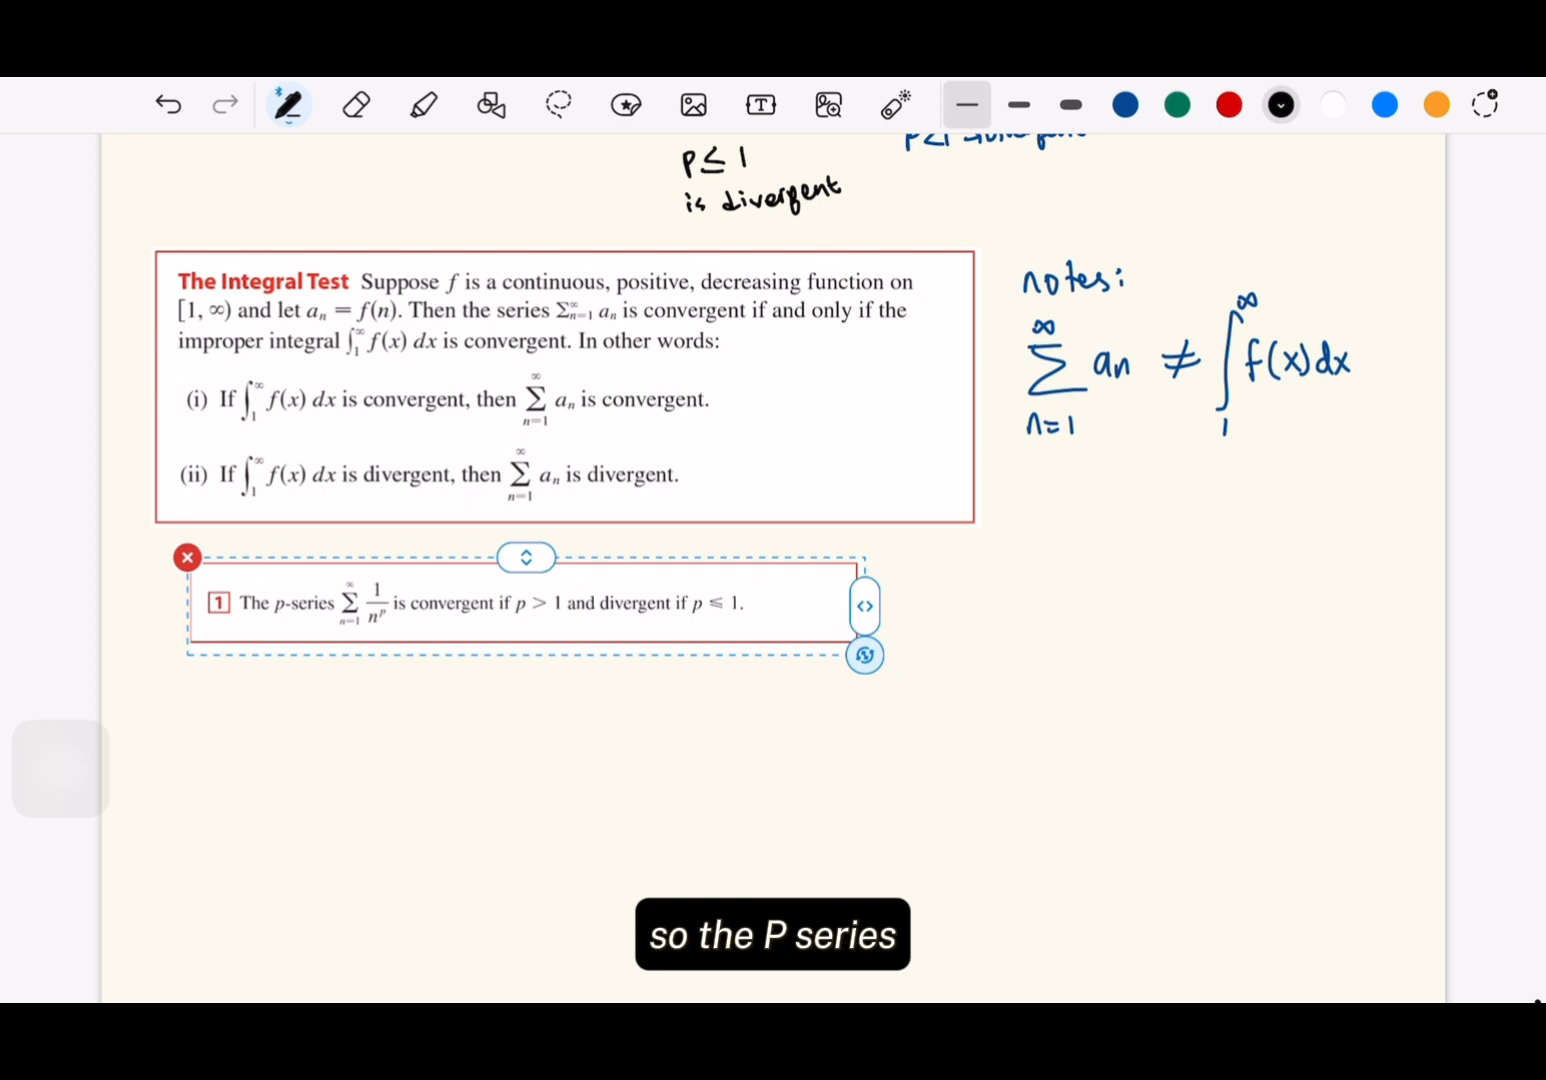 P≤ 1
is divergent
The Integral Test Suppose f is a continuous, positive, decreasing function on
[1, ∞) and let aₙ = f(n). Then the series Σ∞n=1 aₙ is convergent if and only if the
improper integral ∫₁^∞ f(x) dx is convergent. In other words:
(i) If ∫₁^∞ f(x) dx is convergent, then ∞Σn=1 aₙ is convergent.
(ii) If ∫₁^∞ f(x) dx is divergent, then ∞Σn=1 aₙ is divergent.
notes:
∞Σn=1 an ≠ ∫₁^∞ f(x)dx
1 The p-series ∞Σn=1 1/nᵖ is convergent if p > 1 and divergent if p ≤ 1.
so the P series